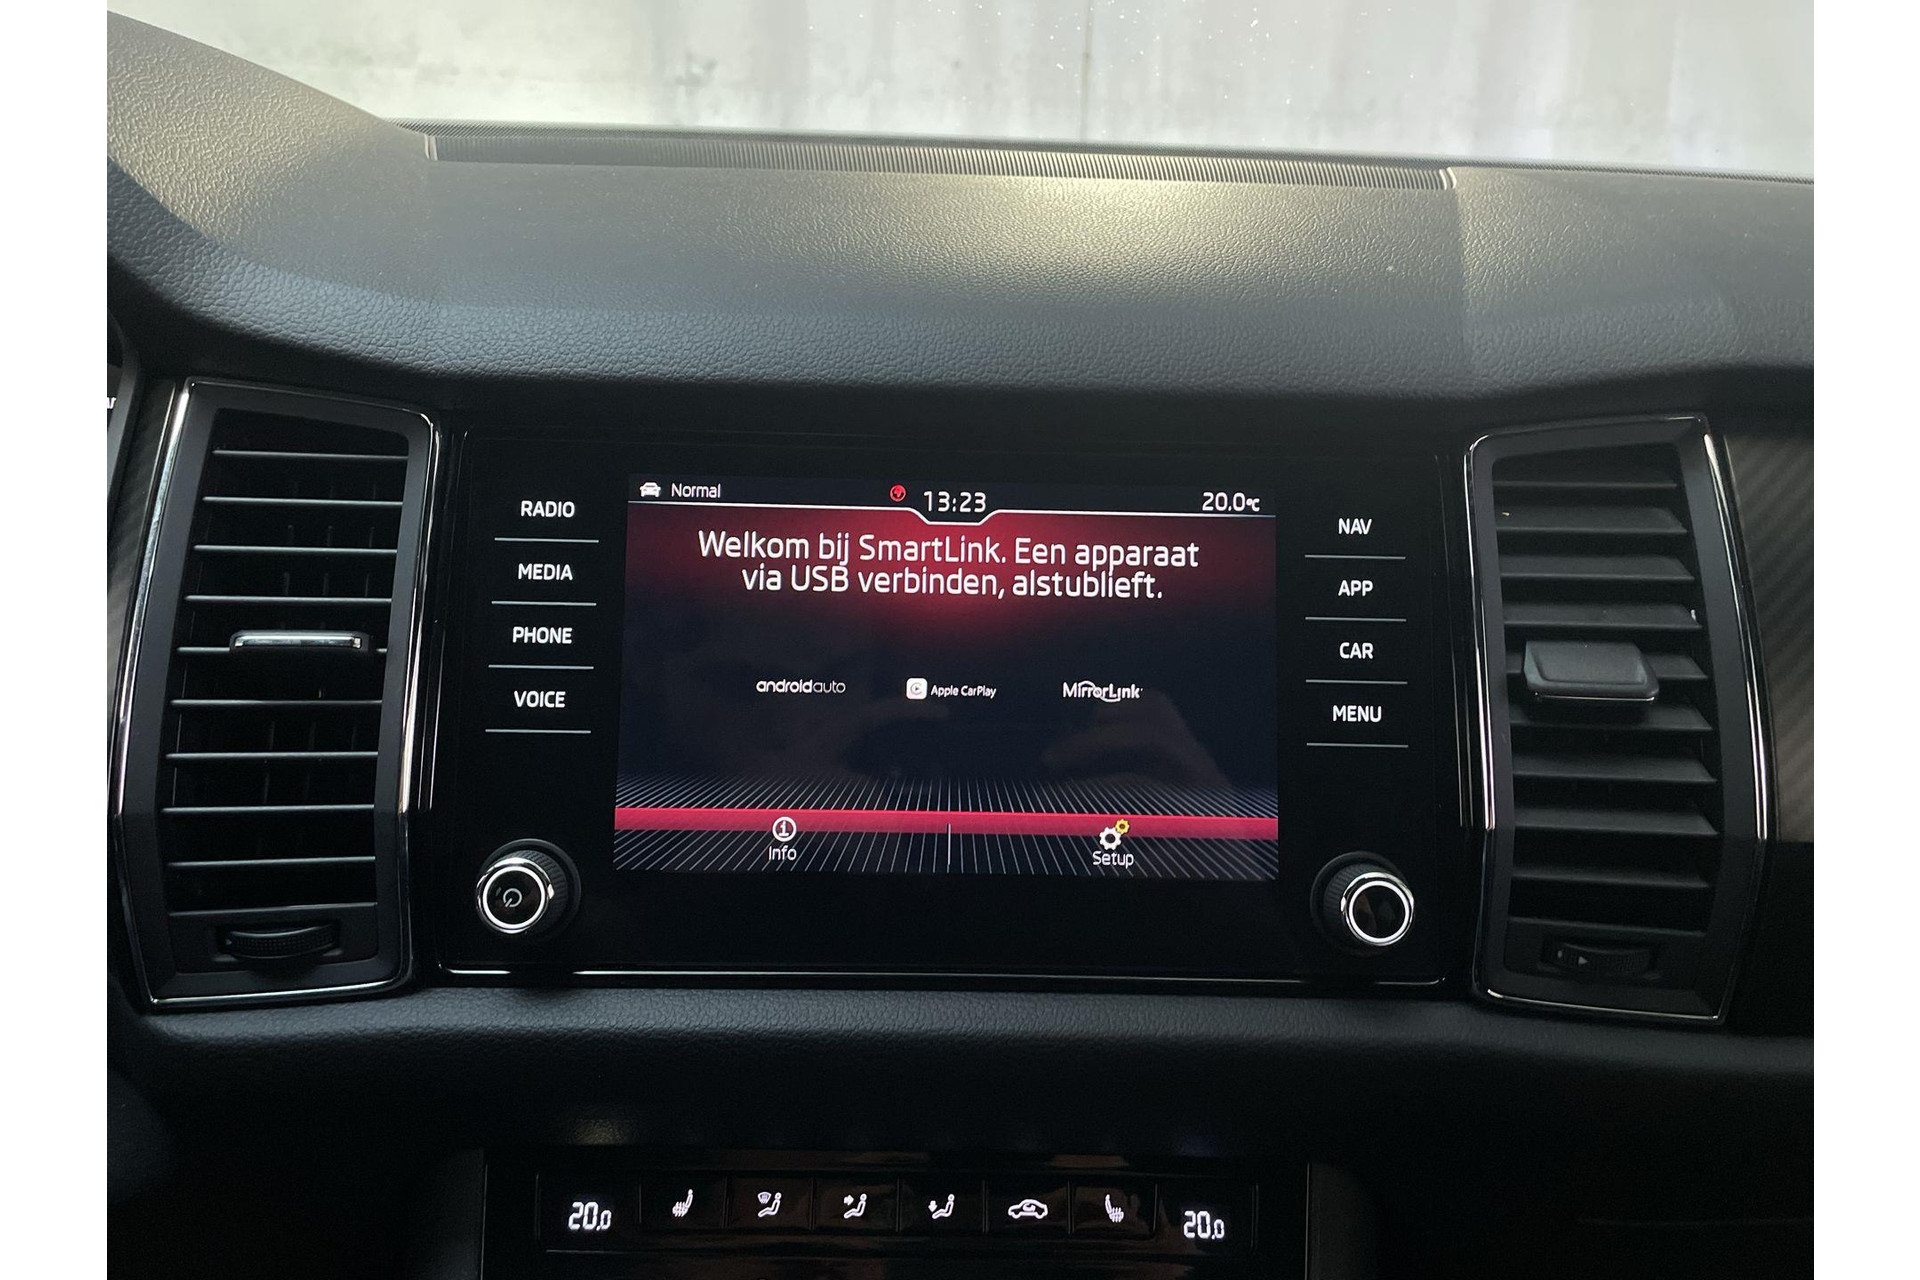 Normal
13:23
20.0°C
Welkom bij SmartLink. Een apparaat
via USB verbinden, alstublieft.
androidauto
Apple CarPlay
MirrorLink
Info
Setup
RADIO
MEDIA
PHONE
VOICE
NAV
APP
CAR
MENU
20,0
20,0